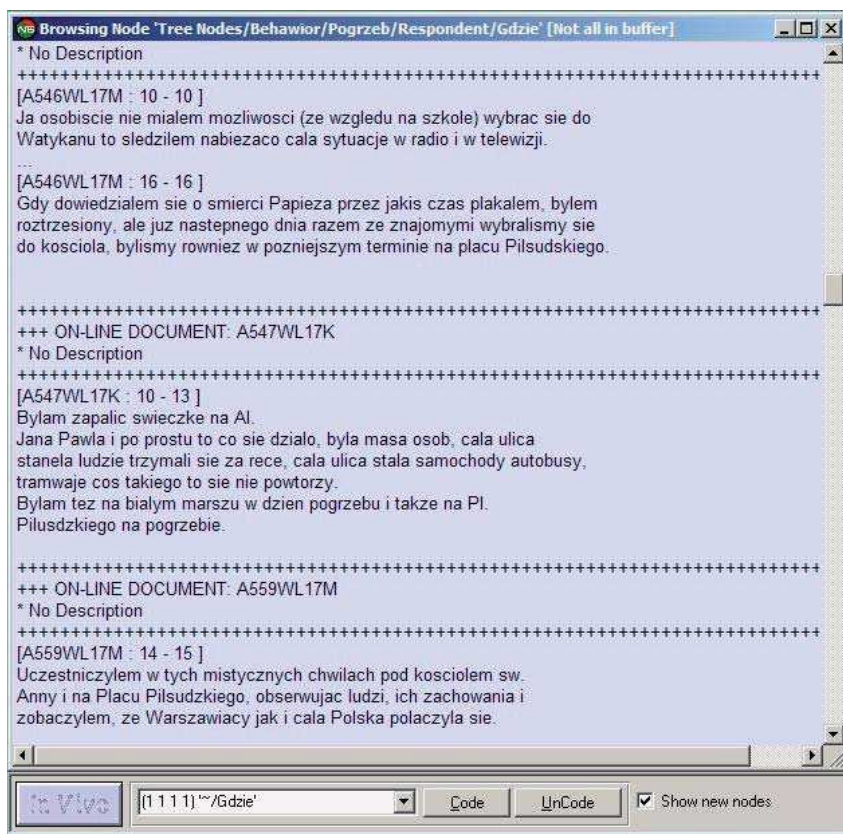 N6 Browsing Node 'Tree Nodes/Behawior/Pogrzeb/Respondent/Gdzie' [Not all in buffer]
* No Description
++++++++++++++++++++++++++++++++++++++++++++++++++++++++++++++++++++++++++
[A546WL17M : 10 - 10 ]
Ja osobiscie nie mialem mozliwosci (ze wzgledu na szkole) wybrac sie do
Watykanu to sledzilem nabiezaco cala sytuacje w radio i w telewizji.
...
[A546WL17M : 16 - 16 ]
Gdy dowiedzialem sie o smierci Papieza przez jakis czas plakalem, bylem
roztrzesiony, ale juz nastepnego dnia razem ze znajomymi wybralismy sie
do kosciola, bylismy rowniez w pozniejszym terminie na placu Pilsudskiego.
++++++++++++++++++++++++++++++++++++++++++++++++++++++++++++++++++++++++++
+++ ON-LINE DOCUMENT: A547WL17K
* No Description
++++++++++++++++++++++++++++++++++++++++++++++++++++++++++++++++++++++++++
[A547WL17K : 10 - 13 ]
Bylam zapalic swieczke na Al.
Jana Pawla i po prostu to co sie dzialo, byla masa osob, cala ulica
stanela ludzie trzymali sie za rece, cala ulica stala samochody autobusy,
tramwaje cos takiego to sie nie powtorzy.
Bylam tez na bialym marszu w dzien pogrzebu i takze na Pl.
Pilusdzkiego na pogrzebie.
++++++++++++++++++++++++++++++++++++++++++++++++++++++++++++++++++++++++++
+++ ON-LINE DOCUMENT: A559WL17M
* No Description
++++++++++++++++++++++++++++++++++++++++++++++++++++++++++++++++++++++++++
[A559WL17M : 14 - 15 ]
Uczestniczylem w tych mistycznych chwilach pod kosciolem sw.
Anny i na Placu Pilsudzkiego, obserwujac ludzi, ich zachowania i
zobaczylem, ze Warszawiacy jak i cala Polska polaczyla sie.
In Vivo (1 1 1 1) '~/Gdzie' Code UnCode Show new nodes